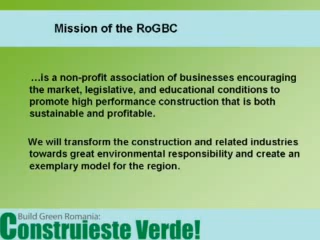 Mission of the RoGBC
…is a non-profit association of businesses encouraging
the market, legislative, and educational conditions to
promote high performance construction that is both
sustainable and profitable.
We will transform the construction and related industries
towards great environmental responsibility and create an
exemplary model for the region.
Build Green Romania:
Construieste Verde!